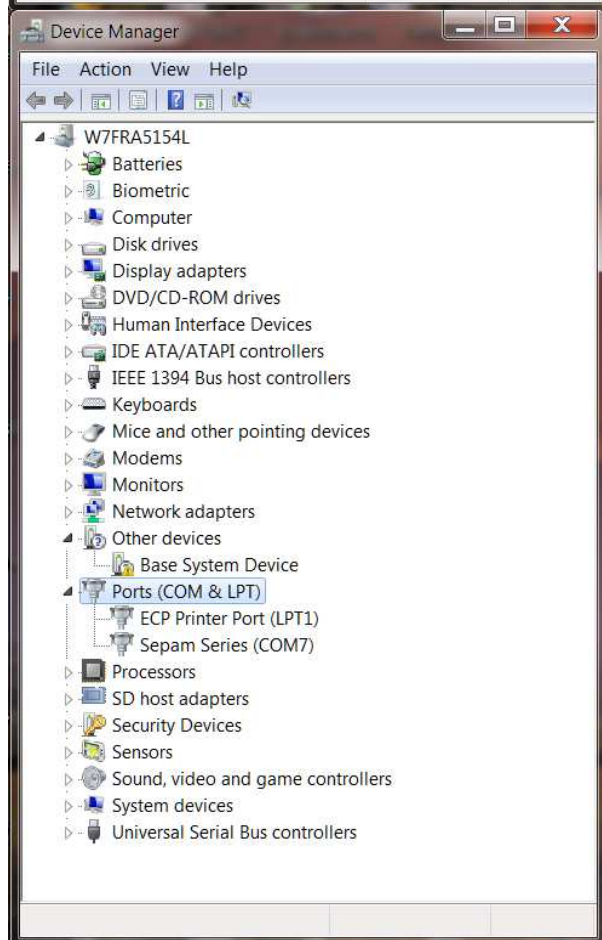 Device Manager
File Action View Help
W7FRA5154L
Batteries
Biometric
Computer
Disk drives
Display adapters
DVD/CD-ROM drives
Human Interface Devices
IDE ATA/ATAPI controllers
IEEE 1394 Bus host controllers
Keyboards
Mice and other pointing devices
Modems
Monitors
Network adapters
Other devices
Base System Device
Ports (COM & LPT)
ECP Printer Port (LPT1)
Sepam Series (COM7)
Processors
SD host adapters
Security Devices
Sensors
Sound, video and game controllers
System devices
Universal Serial Bus controllers